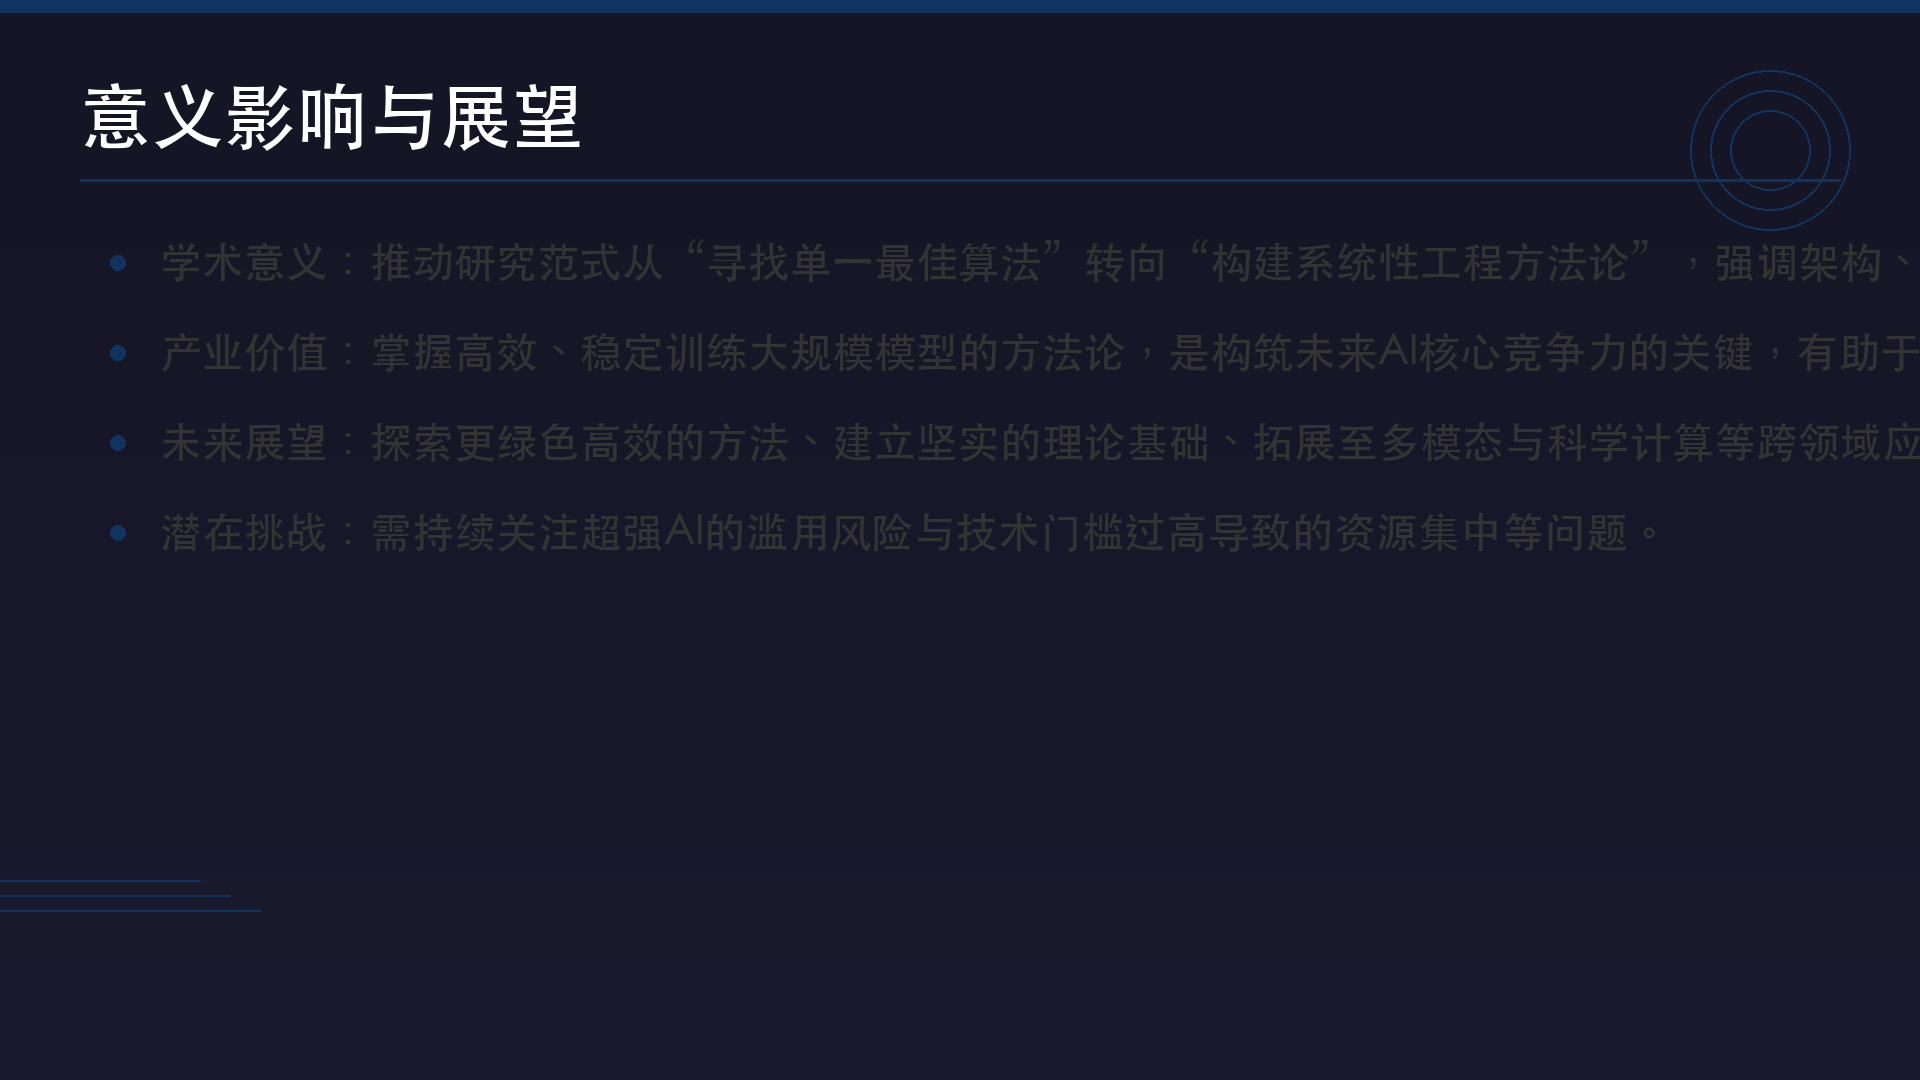 意义影响与展望
学术意义：推动研究范式从“寻找单一最佳算法”转向“构建系统性工程方法论”，强调架构、
产业价值：掌握高效、稳定训练大规模模型的方法论，是构筑未来AI核心竞争力的关键，有助于
未来展望：探索更绿色高效的方法、建立坚实的理论基础、拓展至多模态与科学计算等跨领域应
潜在挑战：需持续关注超强AI的滥用风险与技术门槛过高导致的资源集中等问题。